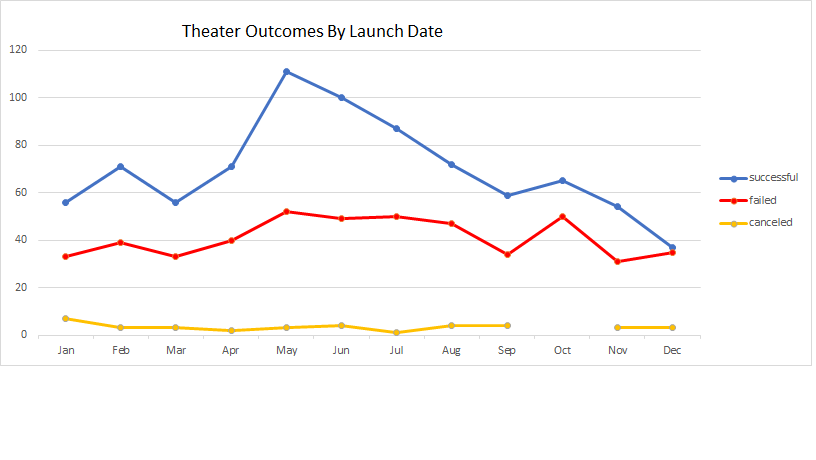 Theater Outcomes By Launch Date
120
100
80
60
40
20
0
Jan Feb Mar Apr May Jun Jul Aug Sep Oct Nov Dec
successful
failed
canceled